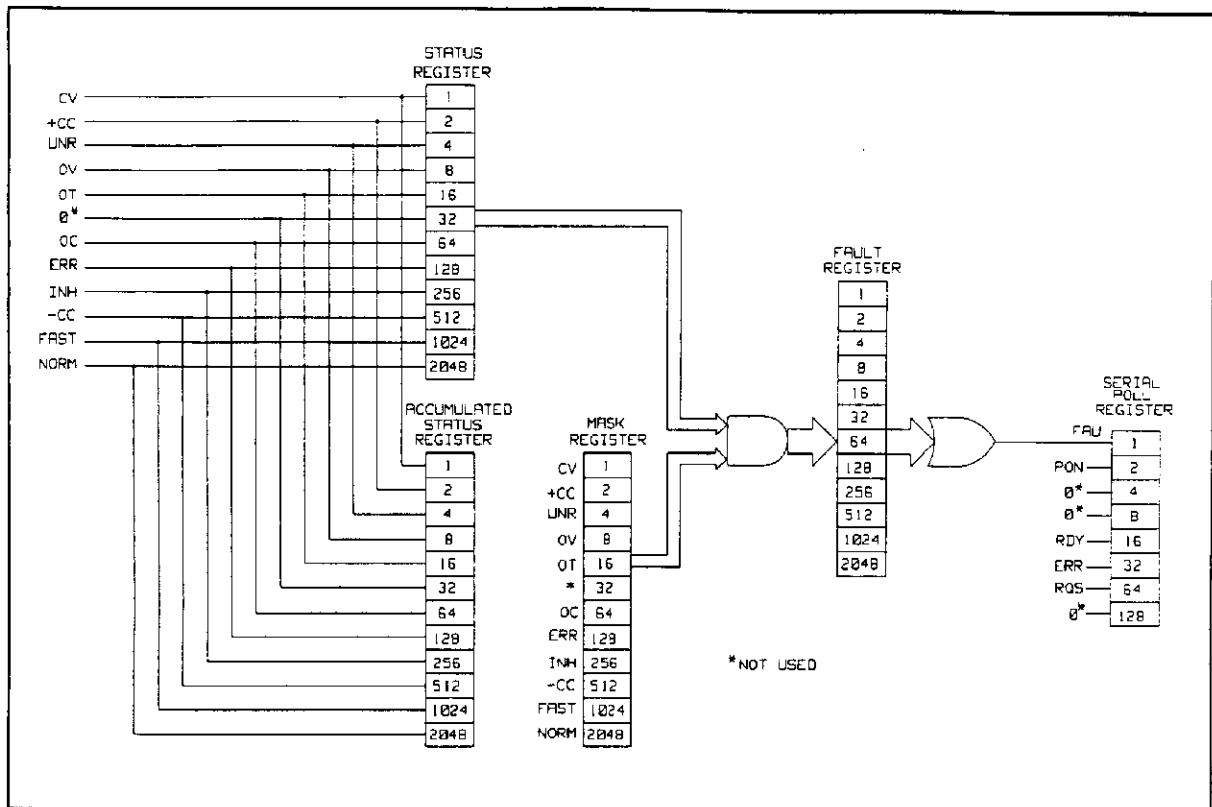 STATUS
REGISTER
CV 1
+CC 2
UNR 4
OV 8
OT 16
0* 32
OC 64
ERR 128
INH 256
-CC 512
FAST 1024
NORM 2048
ACCUMULATED
STATUS
REGISTER
1
2
4
8
16
32
64
128
256
512
1024
2048
MASK
REGISTER
CV 1
+CC 2
UNR 4
OV 8
OT 16
* 32
OC 64
ERR 128
INH 256
-CC 512
FAST 1024
NORM 2048
FAULT
REGISTER
1
2
4
8
16
32
64
128
256
512
1024
2048
*NOT USED
SERIAL
POLL
REGISTER
FAU 1
PON 2
0* 4
0* 8
RDY 16
ERR 32
RQS 64
0* 128